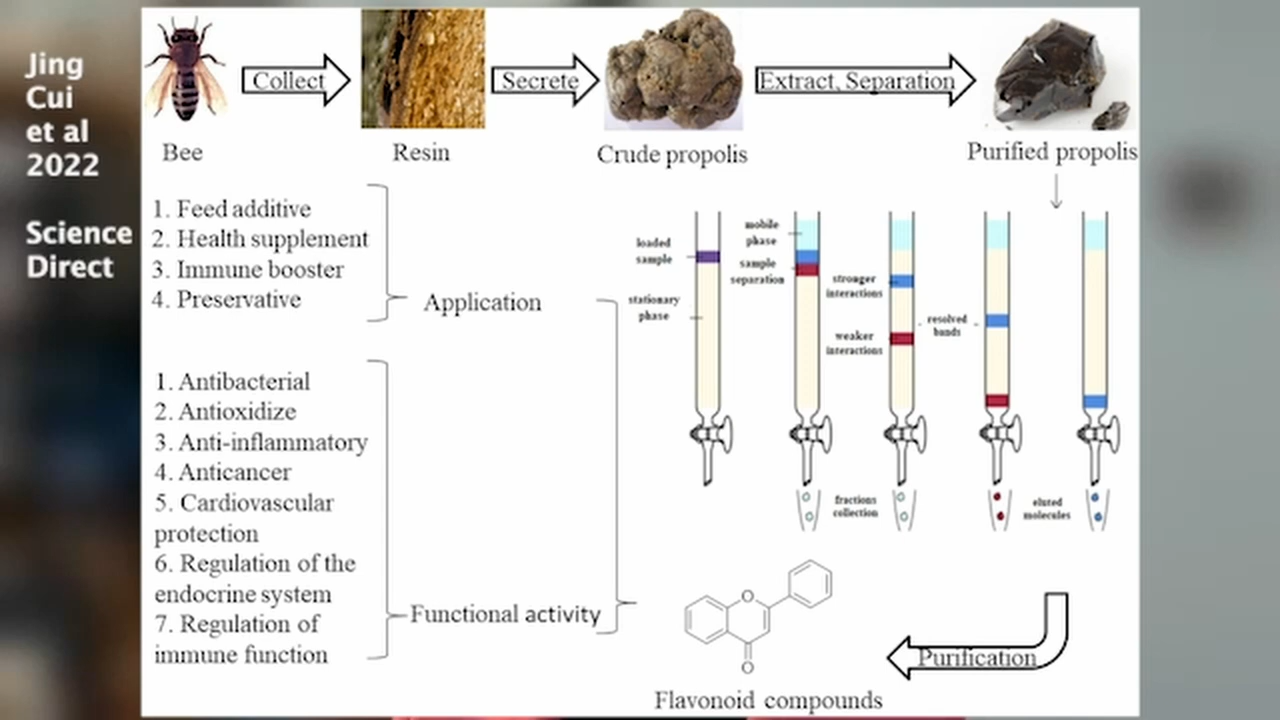 Jing
Cui
et al
2022
Science
Direct
Collect
Secrete
Extract, Separation
Bee
Resin
Crude propolis
Purified propolis
1. Feed additive
2. Health supplement
3. Immune booster
4. Preservative
Application
1. Antibacterial
2. Antioxidize
3. Anti-inflammatory
4. Anticancer
5. Cardiovascular
protection
6. Regulation of the
endocrine system
7. Regulation of
immune function
Functional activity
loaded
sample
stationary
phase
mobile
phase
sample
separation
stronger
interactions
weaker
interactions
resolved
bands
fractions
collection
eluted
molecules
O
O
Purification
Flavonoid compounds